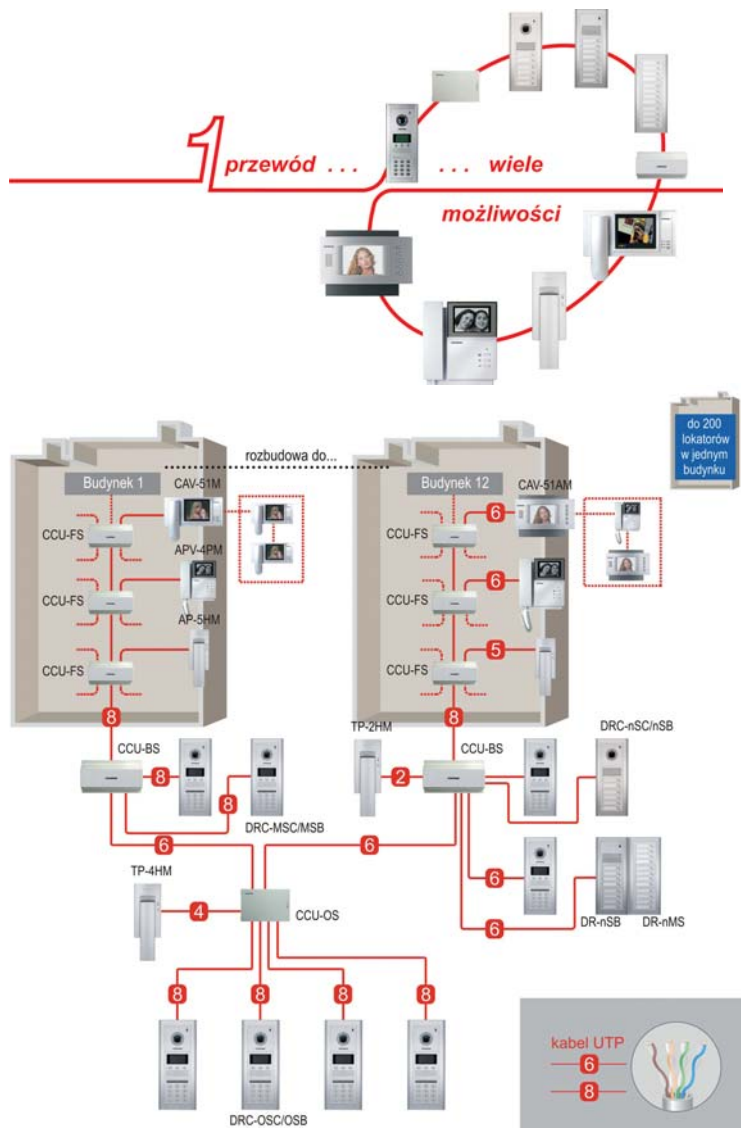 1 przewód . . . . . . wiele
możliwości
do 200
lokatorów
w jednym
budynku
rozbudowa do...
Budynek 1
CAV-51M
Budynek 12
CAV-51AM
6
CCU-FS
CCU-FS
APV-4PM
6
CCU-FS
CCU-FS
AP-5HM
5
CCU-FS
CCU-FS
8
8
TP-2HM
DRC-nSC/nSB
CCU-BS
CCU-BS
8
2
8
DRC-MSC/MSB
6
6
TP-4HM
6
4
CCU-OS
6
DR-nSB
DR-nMS
8
8
8
8
DRC-OSC/OSB
kabel UTP
6
8